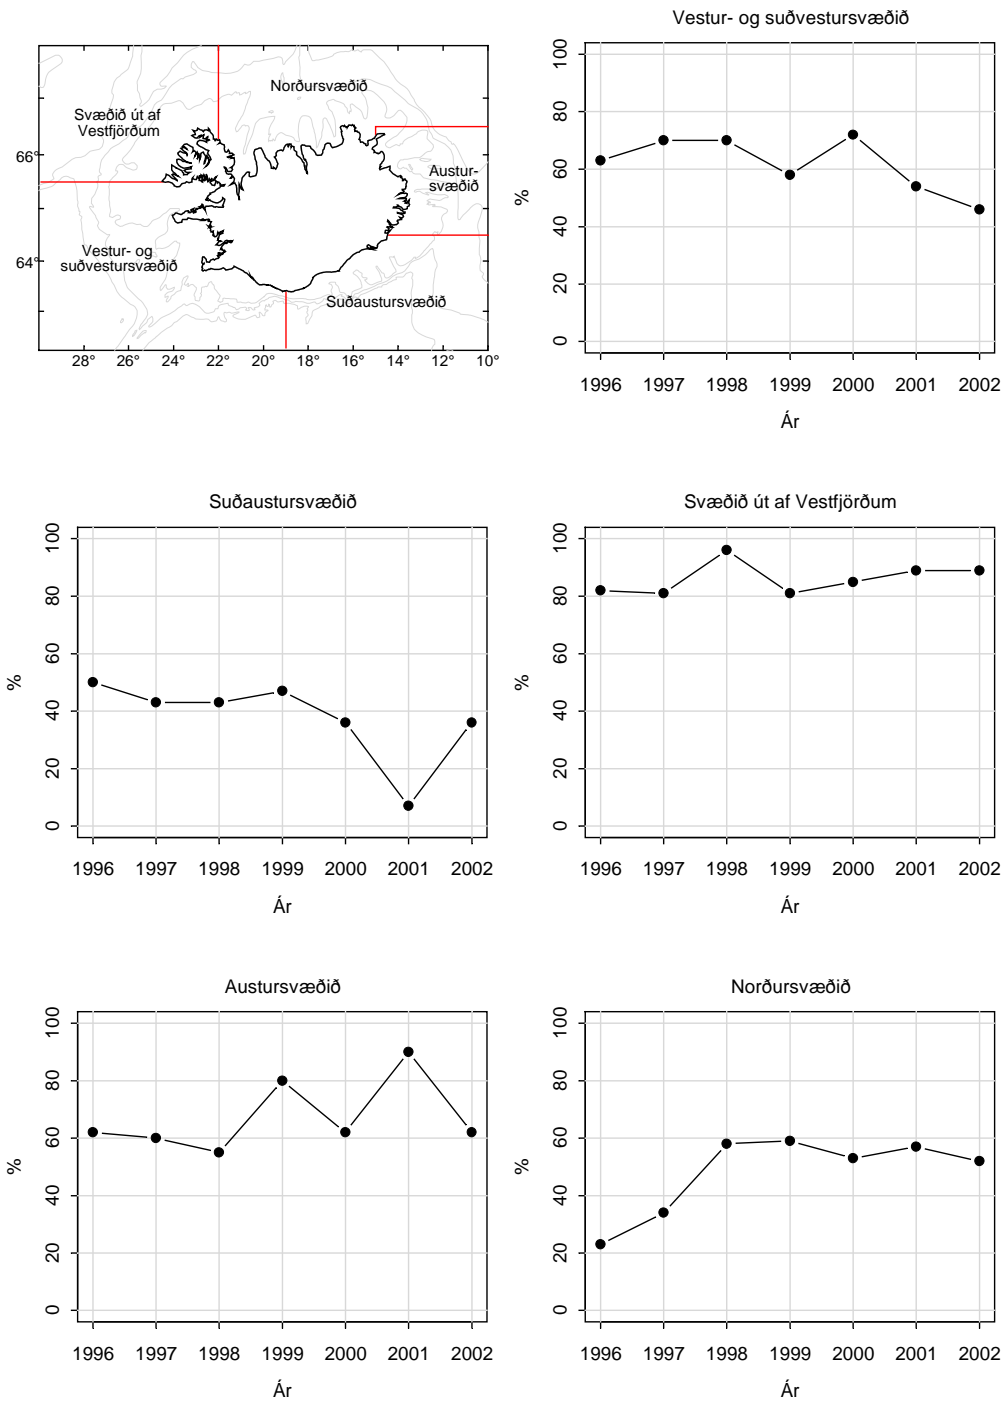 Norðursvæðið
Svæðið út af
Vestfjörðum
Austur-
svæðið
Vestur- og
suðvestursvæðið
Suðaustursvæðið
66°
64°
28° 26° 24° 22° 20° 18° 16° 14° 12° 10°
Vestur- og suðvestursvæðið
100
80
60
40
20
0
%
1996 1997 1998 1999 2000 2001 2002
Ár
Suðaustursvæðið
100
80
60
40
20
0
%
1996 1997 1998 1999 2000 2001 2002
Ár
Svæðið út af Vestfjörðum
100
80
60
40
20
0
%
1996 1997 1998 1999 2000 2001 2002
Ár
Austursvæðið
100
80
60
40
20
0
%
1996 1997 1998 1999 2000 2001 2002
Ár
Norðursvæðið
100
80
60
40
20
0
%
1996 1997 1998 1999 2000 2001 2002
Ár